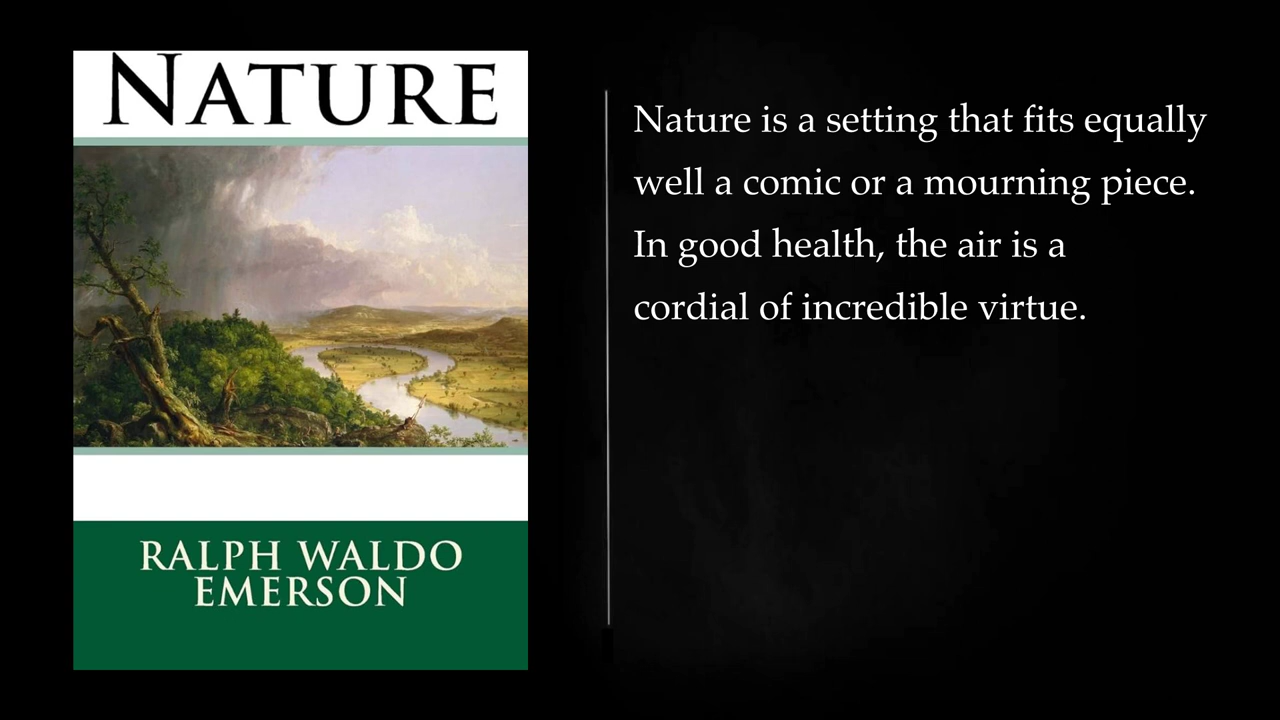 NATURE
RALPH WALDO
EMERSON
Nature is a setting that fits equally
well a comic or a mourning piece.
In good health, the air is a
cordial of incredible virtue.